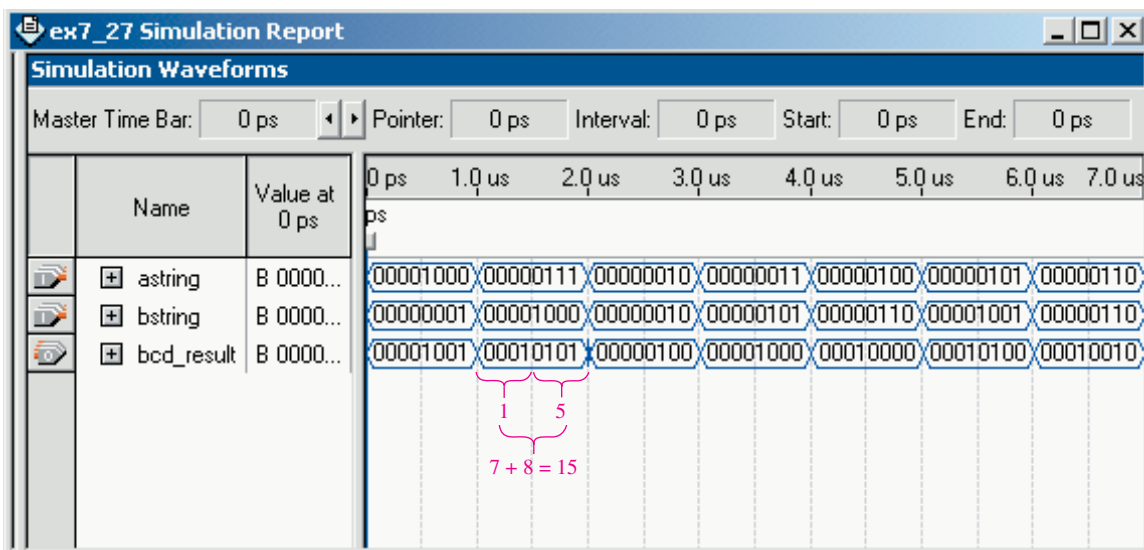 ex7_27 Simulation Report
Simulation Waveforms
Master Time Bar: 0 ps Pointer: 0 ps Interval: 0 ps Start: 0 ps End: 0 ps
Name Value at 0 ps
0 ps 1.0 us 2.0 us 3.0 us 4.0 us 5.0 us 6.0 us 7.0 us
ps
astring B 0000... 00001000 00000111 00000010 00000011 00000100 00000101 00000110
bstring B 0000... 00000001 00001000 00000010 00000101 00000110 00001001 00000110
bcd_result B 0000... 00001001 00010101 00000100 00001000 00010000 00010100 00010010
1 5
7 + 8 = 15